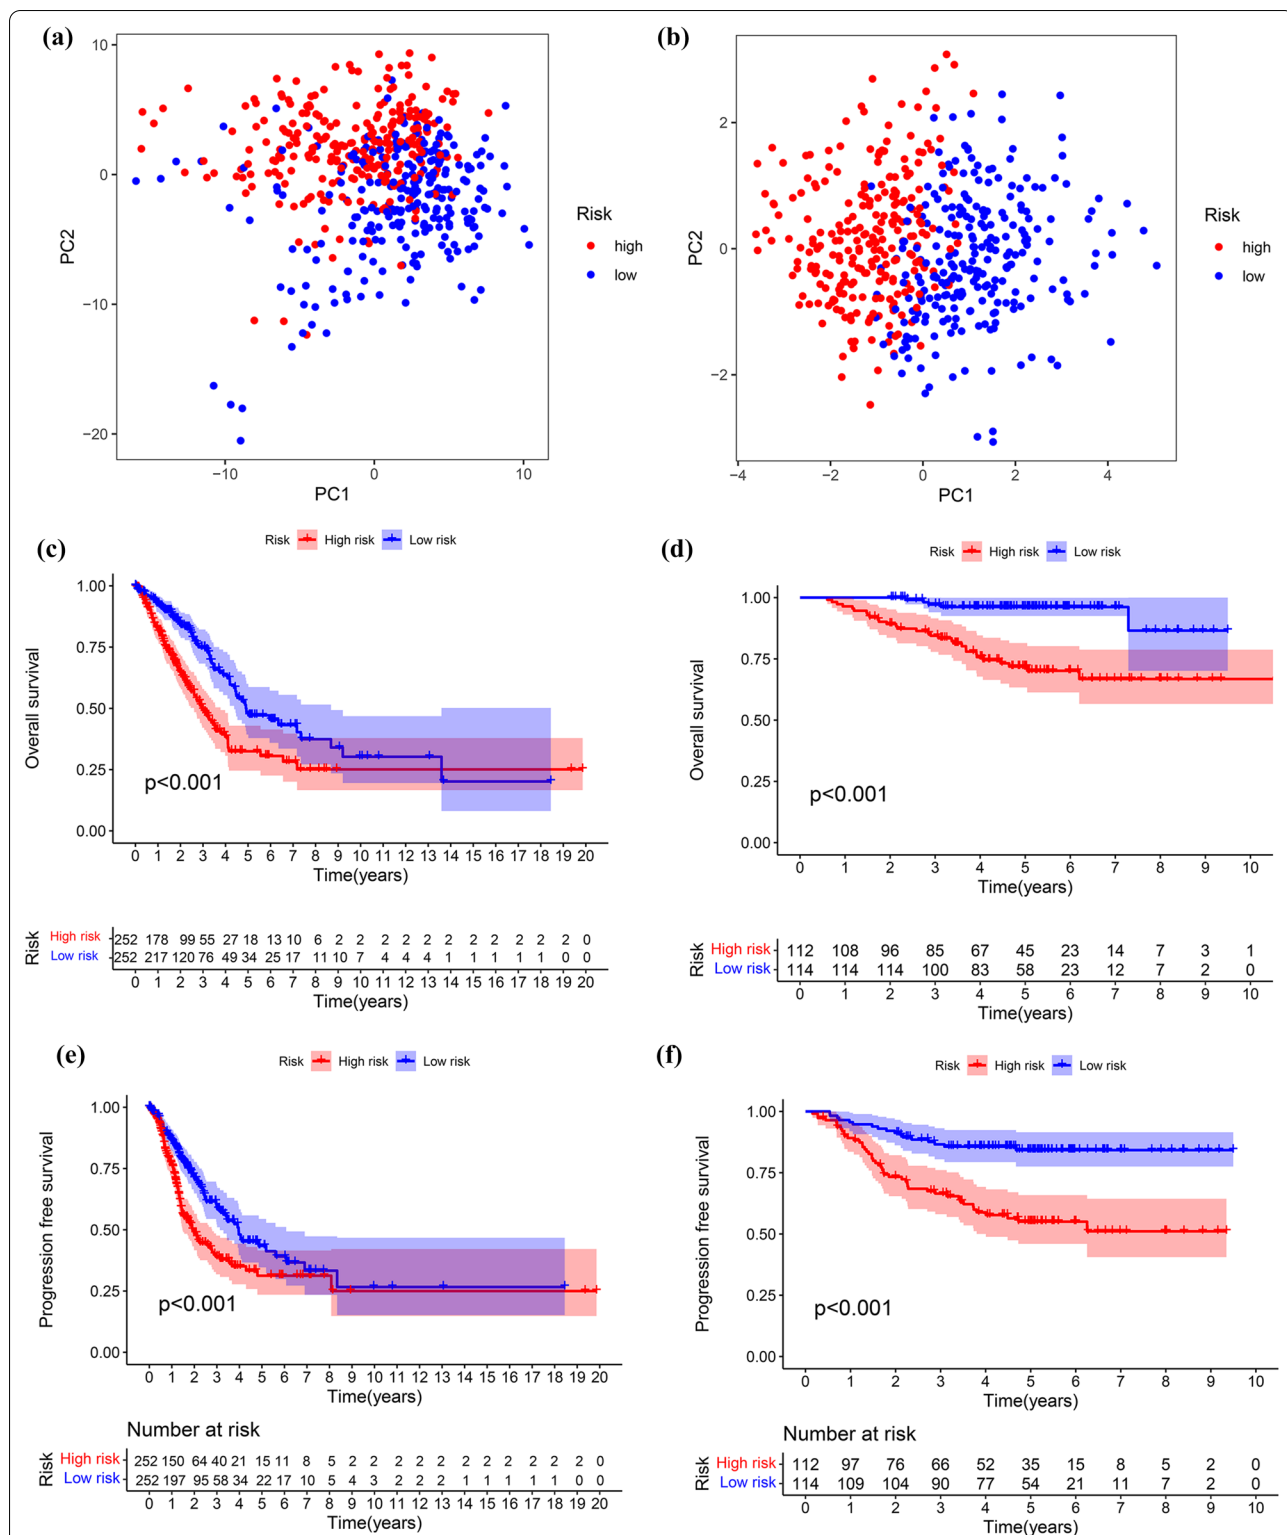 (a)
10
0
−10
−20
PC2
−10 0 10
PC1
Risk
high
low
(b)
2
0
−2
PC2
−4 −2 0 2 4
PC1
Risk
high
low
(c)
Risk High risk Low risk
1.00
0.75
0.50
0.25
0.00
Overall survival
p<0.001
0 1 2 3 4 5 6 7 8 9 10 11 12 13 14 15 16 17 18 19 20
Time(years)
Risk
High risk 252 178 99 55 27 18 13 10 6 2 2 2 2 2 2 2 2 2 2 2 0
Low risk 252 217 120 76 49 34 25 17 11 10 7 4 4 4 1 1 1 1 1 0 0
0 1 2 3 4 5 6 7 8 9 10 11 12 13 14 15 16 17 18 19 20
Time(years)
(d)
Risk High risk Low risk
1.00
0.75
0.50
0.25
0.00
Overall survival
p<0.001
0 1 2 3 4 5 6 7 8 9 10
Time(years)
Risk
High risk 112 108 96 85 67 45 23 14 7 3 1
Low risk 114 114 114 100 83 58 23 12 7 2 0
0 1 2 3 4 5 6 7 8 9 10
Time(years)
(e)
Risk High risk Low risk
1.00
0.75
0.50
0.25
0.00
Progression free survival
p<0.001
0 1 2 3 4 5 6 7 8 9 10 11 12 13 14 15 16 17 18 19 20
Time(years)
Number at risk
Risk
High risk 252 150 64 40 21 15 11 8 5 2 2 2 2 2 2 2 2 2 2 2 0
Low risk 252 197 95 58 34 22 17 10 5 4 3 2 2 2 1 1 1 1 1 0 0
0 1 2 3 4 5 6 7 8 9 10 11 12 13 14 15 16 17 18 19 20
Time(years)
(f)
Risk High risk Low risk
1.00
0.75
0.50
0.25
0.00
Progression free survival
p<0.001
0 1 2 3 4 5 6 7 8 9 10
Time(years)
Number at risk
Risk
High risk 112 97 76 66 52 35 15 8 5 2 0
Low risk 114 109 104 90 77 54 21 11 7 2 0
0 1 2 3 4 5 6 7 8 9 10
Time(years)